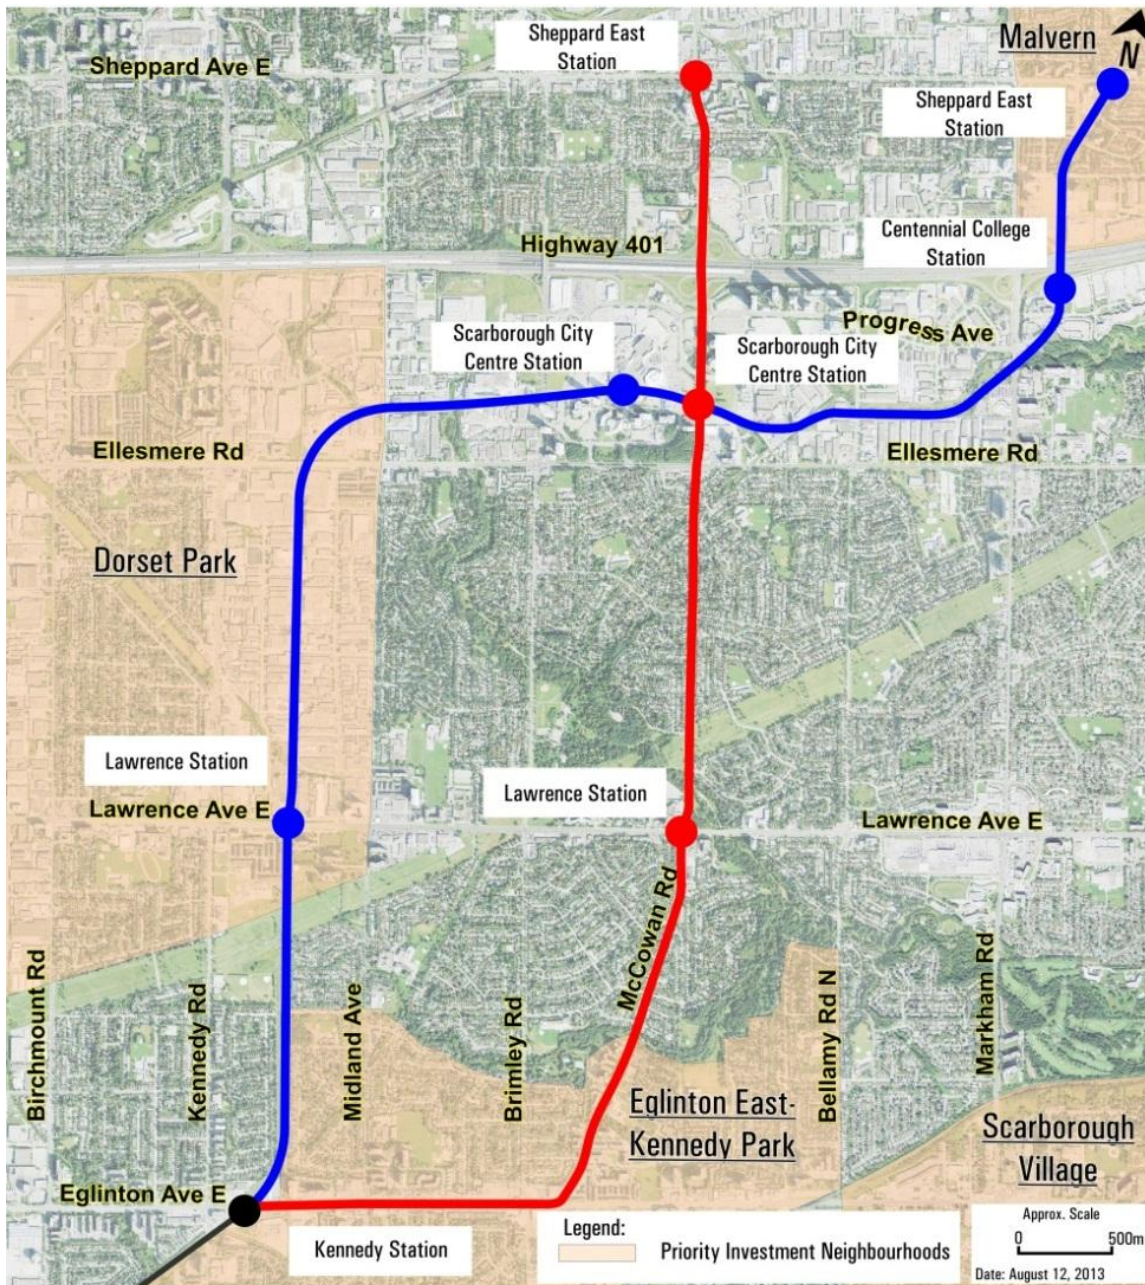 Malvern
N
Sheppard East
Station
Sheppard Ave E
Sheppard East
Station
Centennial College
Station
Highway 401
Progress Ave
Scarborough City
Centre Station
Scarborough City
Centre Station
Ellesmere Rd
Ellesmere Rd
Dorset Park
Lawrence Station
Lawrence Station
Lawrence Ave E
Lawrence Ave E
McCowan Rd
Birchmount Rd
Kennedy Rd
Midland Ave
Brimley Rd
Bellamy Rd N
Markham Rd
Eglinton East-
Kennedy Park
Scarborough
Village
Eglinton Ave E
Kennedy Station
Legend:
Priority Investment Neighbourhoods
Approx. Scale
0 500m
Date: August 12, 2013